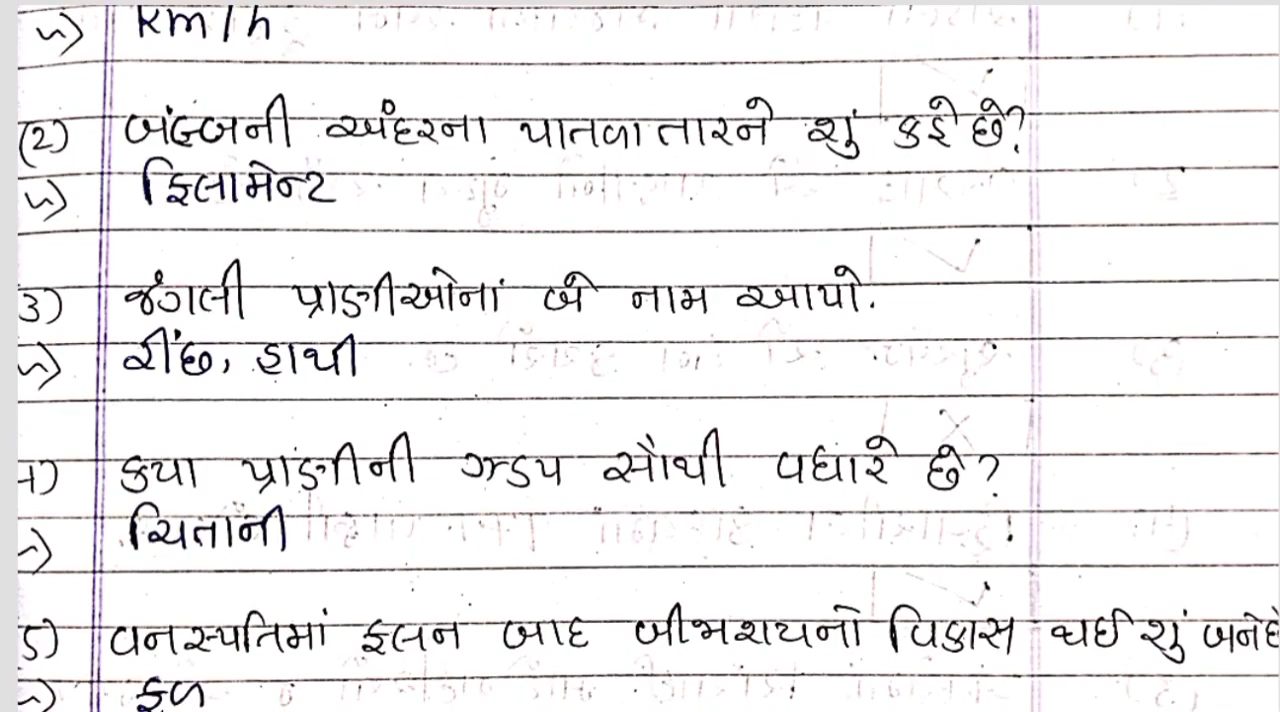 જ) km/h
(2) બલ્બની અંદરના પાતળા તારને શું કહે છે?
જ) ફિલામેન્ટ
3) જંગલી પ્રાણીઓનાં બે નામ આપો.
જ) રીંછ, હાથી
4) કયા પ્રાણીની ઝડપ સૌથી વધારે છે?
જ) ચિતાની
5) વનસ્પતિમાં ફલન બાદ બીજાશયનો વિકાસ થઈ શું બને છે
જ) ફળ